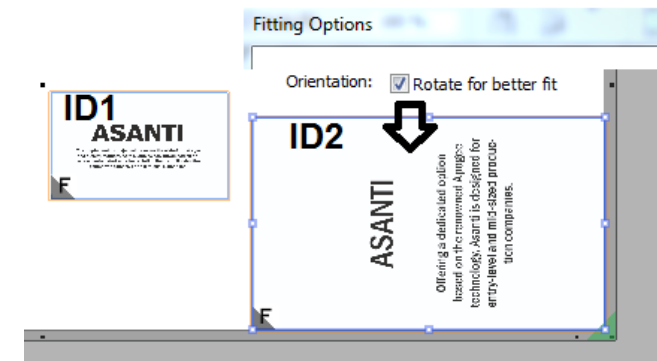 Fitting Options
Orientation: Rotate for better fit
ID1
ASANTI
F
ID2
ASANTI
Offering a dedicated option
based on the renowned Apogee
technology, Asanti is designed for
entry-level and mid-sized produc-
tion companies.
F